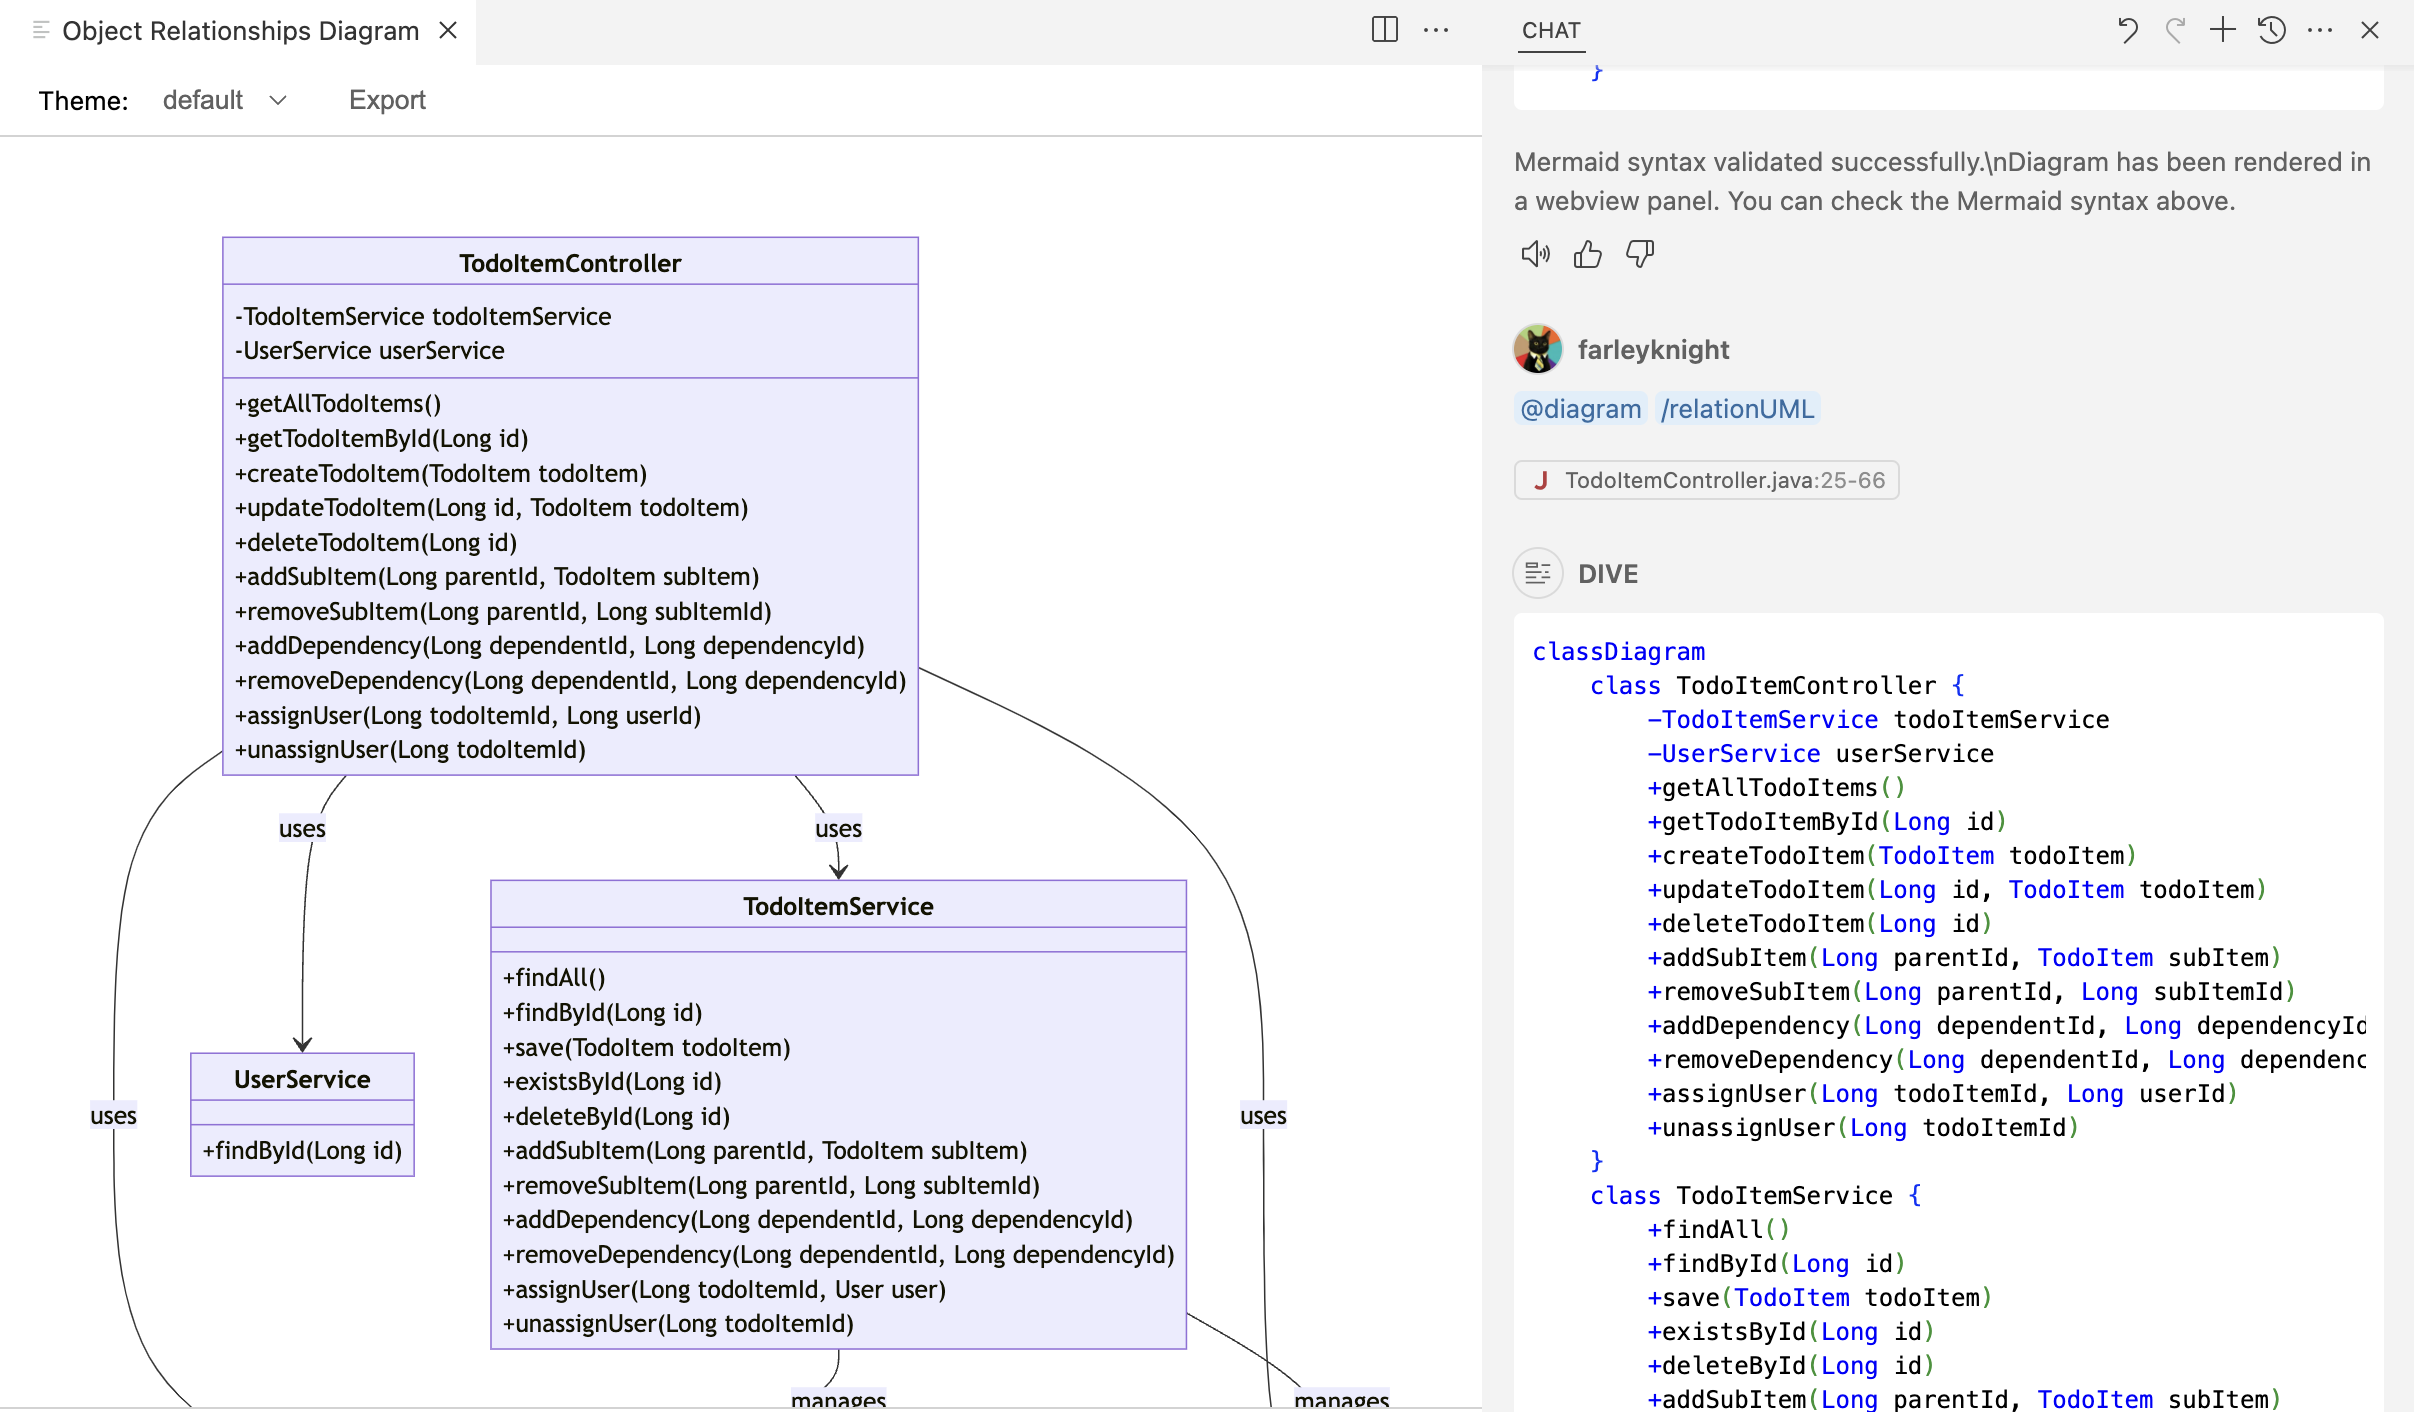 Object Relationships Diagram
Theme: default Export
TodoItemController
-TodoItemService todoItemService
-UserService userService
+getAllTodoItems()
+getTodoItemById(Long id)
+createTodoItem(TodoItem todoItem)
+updateTodoItem(Long id, TodoItem todoItem)
+deleteTodoItem(Long id)
+addSubItem(Long parentId, TodoItem subItem)
+removeSubItem(Long parentId, Long subItemId)
+addDependency(Long dependentId, Long dependencyId)
+removeDependency(Long dependentId, Long dependencyId)
+assignUser(Long todoItemId, Long userId)
+unassignUser(Long todoItemId)
uses
uses
TodoItemService
+findAll()
+findById(Long id)
+save(TodoItem todoItem)
+existsById(Long id)
+deleteById(Long id)
+addSubItem(Long parentId, TodoItem subItem)
+removeSubItem(Long parentId, Long subItemId)
+addDependency(Long dependentId, Long dependencyId)
+removeDependency(Long dependentId, Long dependencyId)
+assignUser(Long todoItemId, User user)
+unassignUser(Long todoItemId)
UserService
+findById(Long id)
uses
uses
manages
manages
CHAT
}
Mermaid syntax validated successfully.\nDiagram has been rendered in
a webview panel. You can check the Mermaid syntax above.
farleyknight
@diagram /relationUML
J TodoItemController.java:25-66
DIVE
classDiagram
class TodoItemController {
-TodoItemService todoItemService
-UserService userService
+getAllTodoItems()
+getTodoItemById(Long id)
+createTodoItem(TodoItem todoItem)
+updateTodoItem(Long id, TodoItem todoItem)
+deleteTodoItem(Long id)
+addSubItem(Long parentId, TodoItem subItem)
+removeSubItem(Long parentId, Long subItemId)
+addDependency(Long dependentId, Long dependencyId
+removeDependency(Long dependentId, Long dependenc
+assignUser(Long todoItemId, Long userId)
+unassignUser(Long todoItemId)
}
class TodoItemService {
+findAll()
+findById(Long id)
+save(TodoItem todoItem)
+existsById(Long id)
+deleteById(Long id)
+addSubItem(Long parentId, TodoItem subItem)